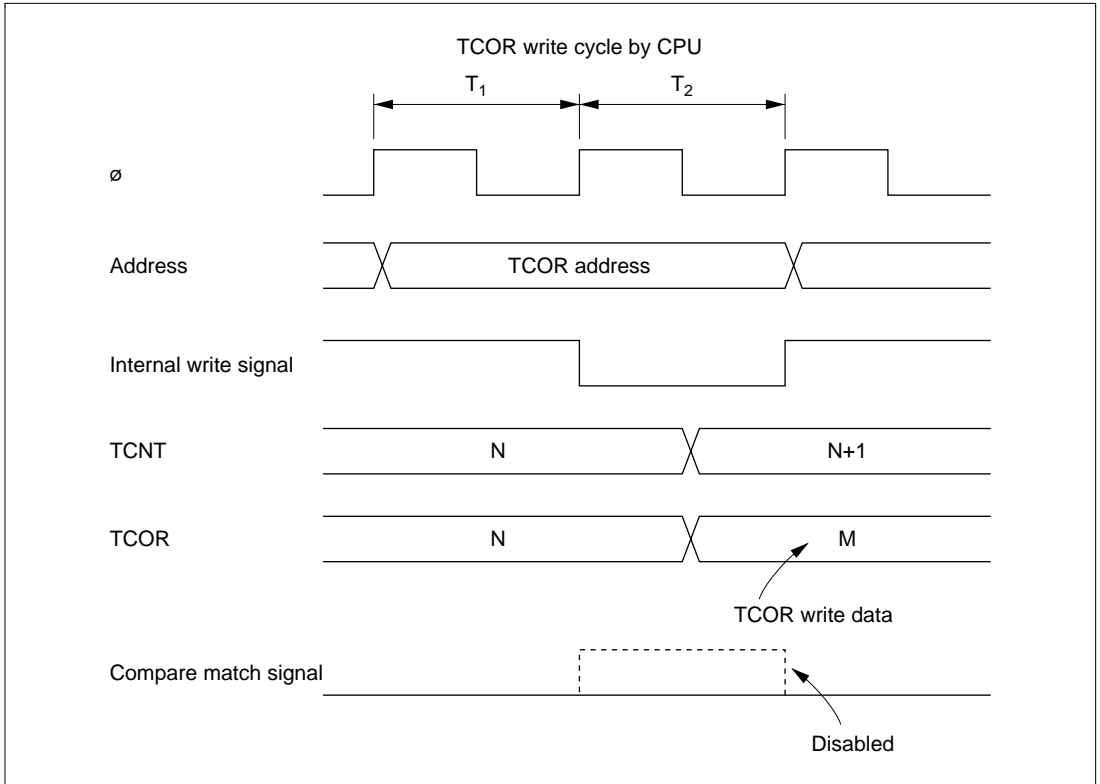 TCOR write cycle by CPU
T1 T2
ø
Address TCOR address
Internal write signal
TCNT N N+1
TCOR N M
TCOR write data
Compare match signal
Disabled